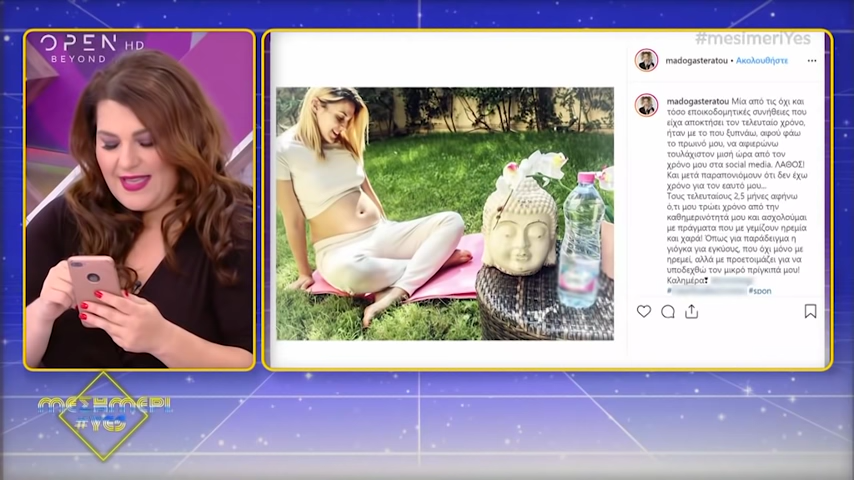 OPEN HD
BEYOND
#mesimeriYes
madogasteratou • Ακολουθήστε
madogasteratou Μία από τις όχι και
τόσο εποικοδομητικές συνήθειες που
είχα αποκτήσει τον τελευταίο χρόνο,
ήταν με το που ξυπνάω, αφού φάω
το πρωινό μου, να αφιερώνω
τουλάχιστον μισή ώρα από τον
χρόνο μου στα social media. ΛΑΘΟΣ!
Και μετά παραπονιόμουν ότι δεν έχω
χρόνο για τον εαυτό μου...
Τους τελευταίους 2,5 μήνες αφήνω
ό,τι μου τρώει χρόνο από την
καθημερινότητά μου και ασχολούμαι
με πράγματα που με γεμίζουν ηρεμία
και χαρά! Όπως για παράδειγμα η
γιόγκα για εγκύους, που όχι μόνο με
ηρεμεί, αλλά με προετοιμάζει για να
υποδεχθώ τον μικρό πρίγκιπά μου!
Καλημέρα
# #spon
ΜΕΣΗΜΕΡΙ
#YES